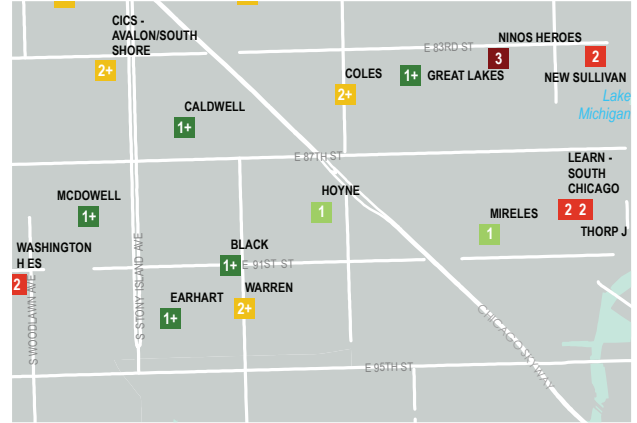 CICS -
AVALON/SOUTH
SHORE
2+
E 83RD ST
NINOS HEROES
3
2
NEW SULLIVAN
1+
GREAT LAKES
COLES
2+
Lake
Michigan
CALDWELL
1+
E 87TH ST
LEARN -
SOUTH
CHICAGO
2 2
THORP J
MCDOWELL
1+
HOYNE
1
MIRELES
1
WASHINGTON
H ES
2
S WOODLAWN AVE
S STONY ISLAND AVE
BLACK
1+
E 91ST ST
EARHART
1+
WARREN
2+
CHICAGO SKYWAY
E 95TH ST